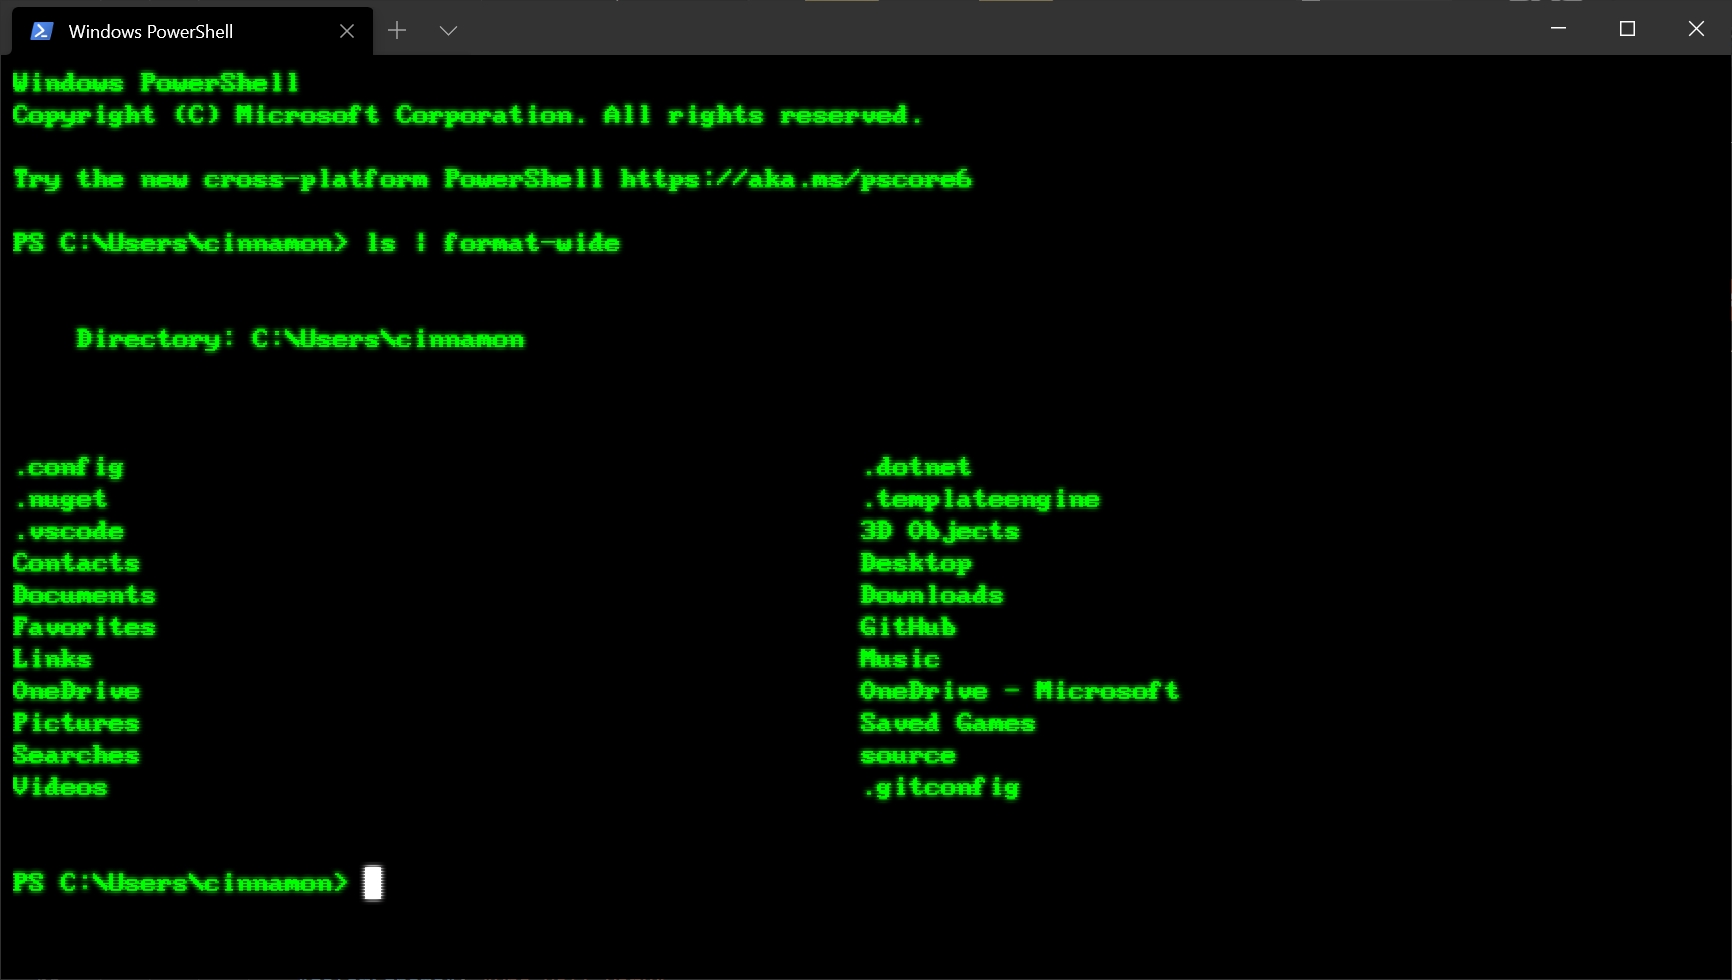 Windows PowerShell
Windows PowerShell
Copyright (C) Microsoft Corporation. All rights reserved.
Try the new cross-platform PowerShell https://aka.ms/pscore6
PS C:\Users\cinnamon> ls | format-wide
Directory: C:\Users\cinnamon
.config .dotnet
.nuget .templateengine
.vscode 3D Objects
Contacts Desktop
Documents Downloads
Favorites GitHub
Links Music
OneDrive OneDrive - Microsoft
Pictures Saved Games
Searches source
Videos .gitconfig
PS C:\Users\cinnamon>